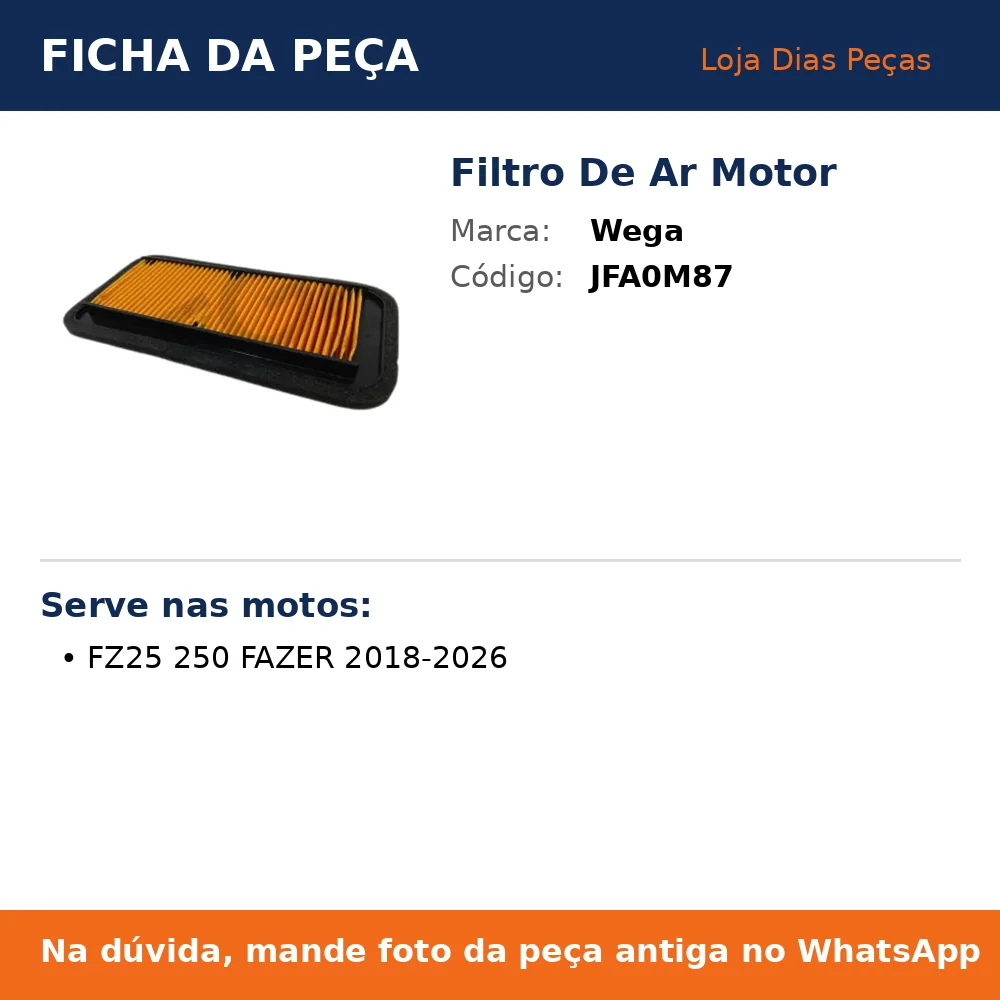 FICHA DA PEÇA
Loja Dias Peças
Filtro De Ar Motor
Marca: Wega
Código: JFA0M87
Serve nas motos:
• FZ25 250 FAZER 2018-2026
Na dúvida, mande foto da peça antiga no WhatsApp